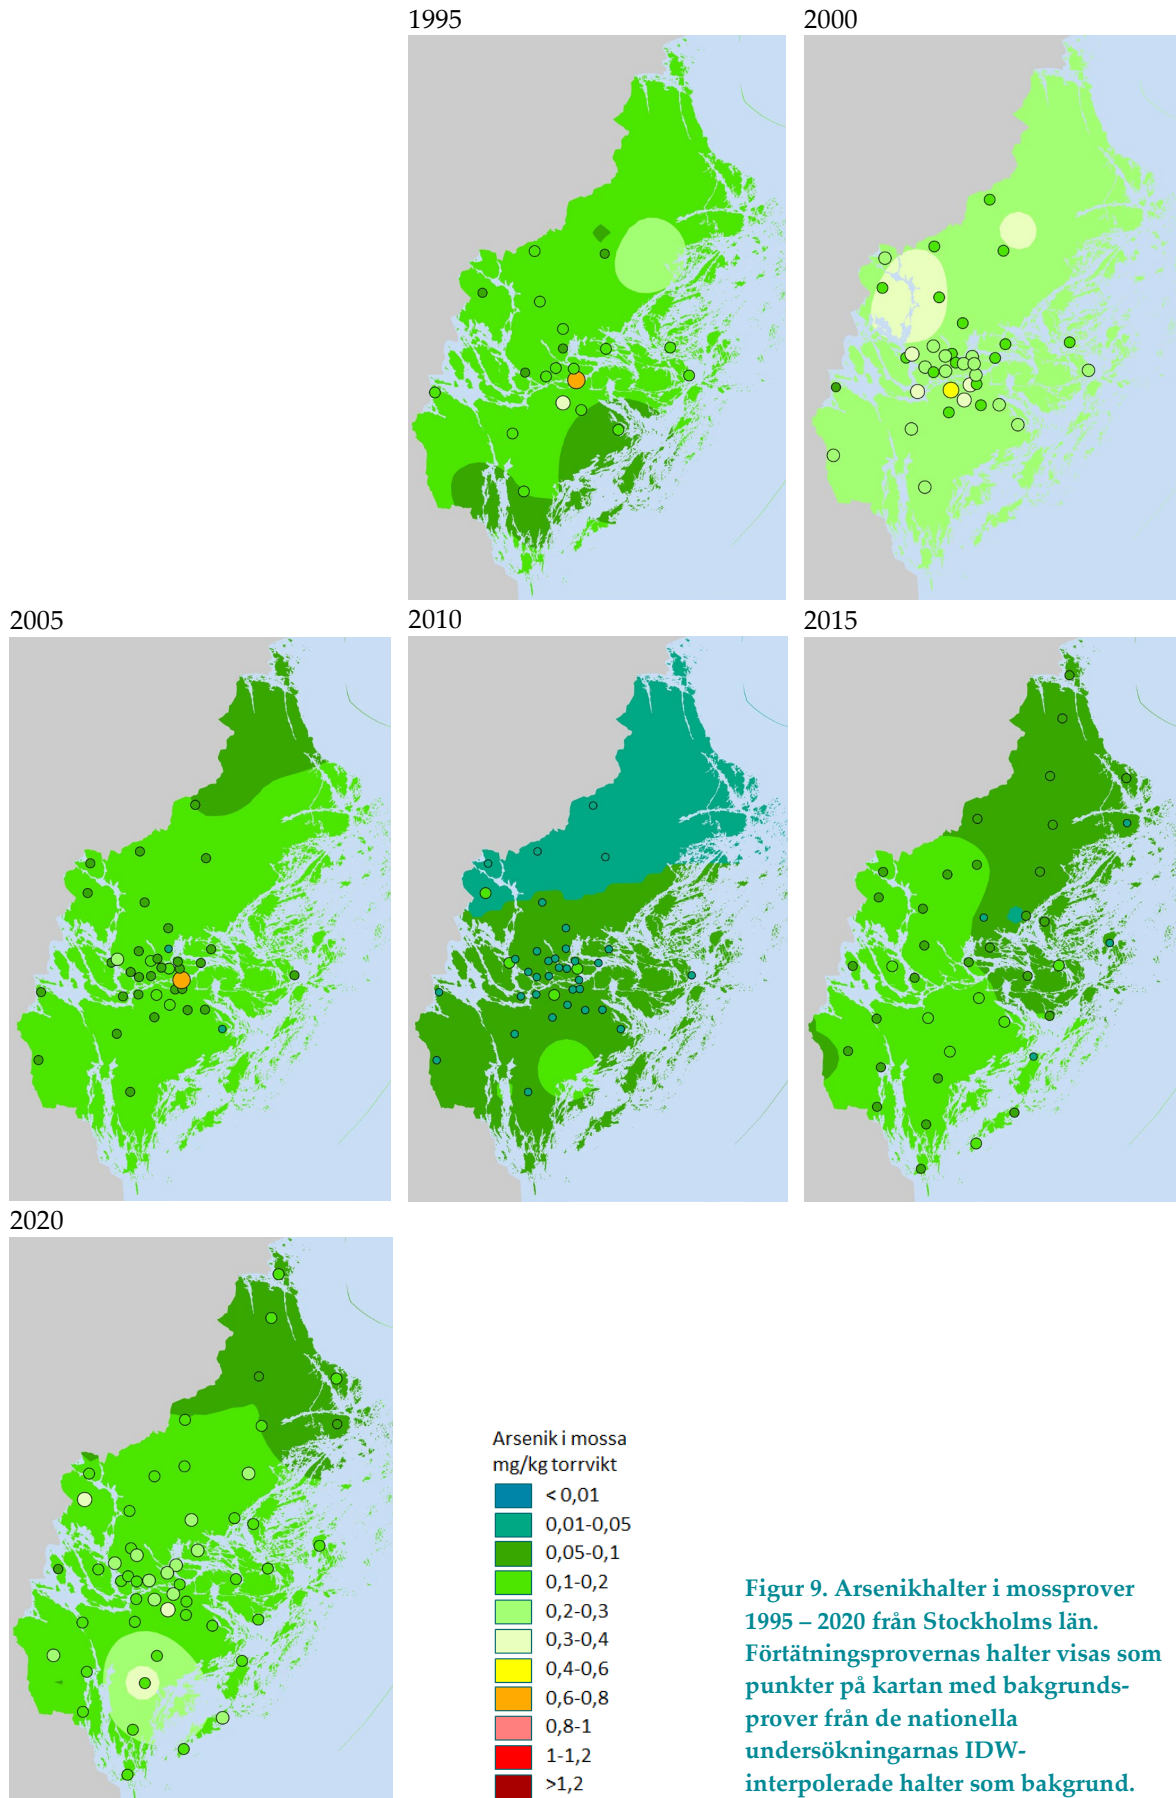 1995
2000
2005
2010
2015
2020
Arsenik i mossa
mg/kg torrvikt
< 0,01
0,01-0,05
0,05-0,1
0,1-0,2
0,2-0,3
0,3-0,4
0,4-0,6
0,6-0,8
0,8-1
1-1,2
>1,2
Figur 9. Arsenikhalter i mossprover
1995 – 2020 från Stockholms län.
Förtätningsprovernas halter visas som
punkter på kartan med bakgrunds-
prover från de nationella
undersökningarnas IDW-
interpolerade halter som bakgrund.